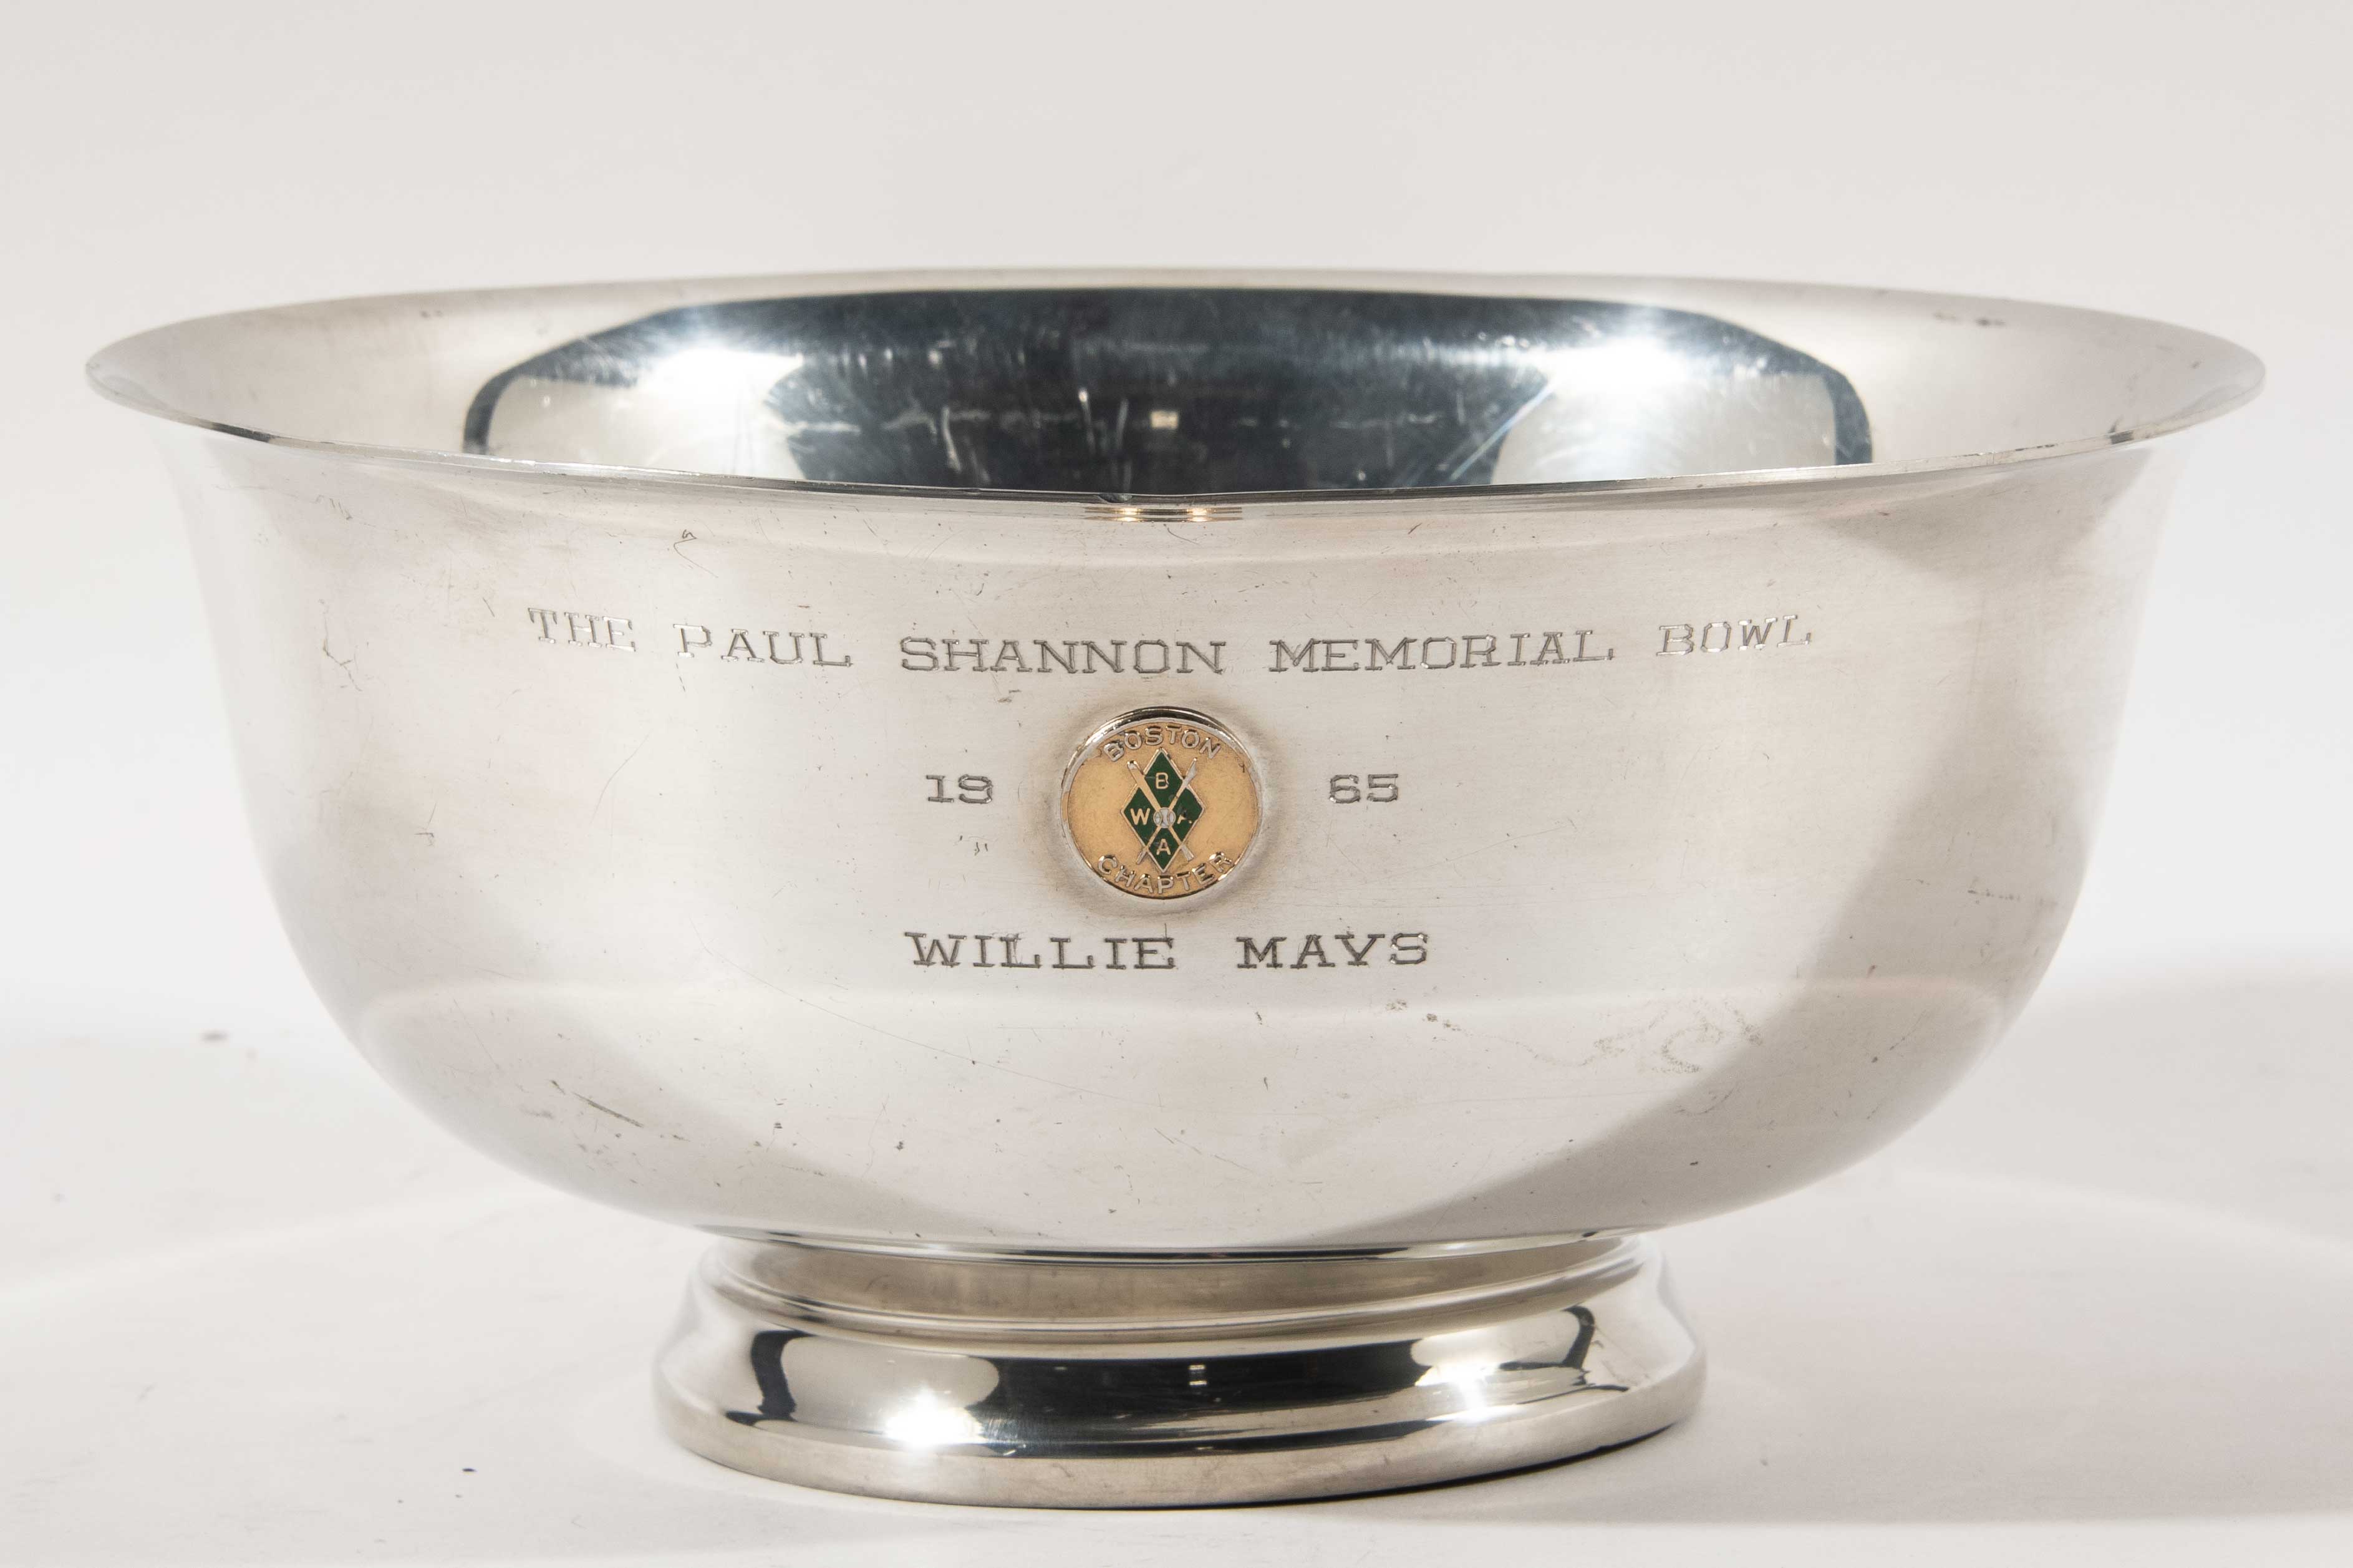 THE PAUL SHANNON MEMORIAL BOWL
BOSTON
19 65
B
W A
A
CHAPTER
WILLIE MAYS